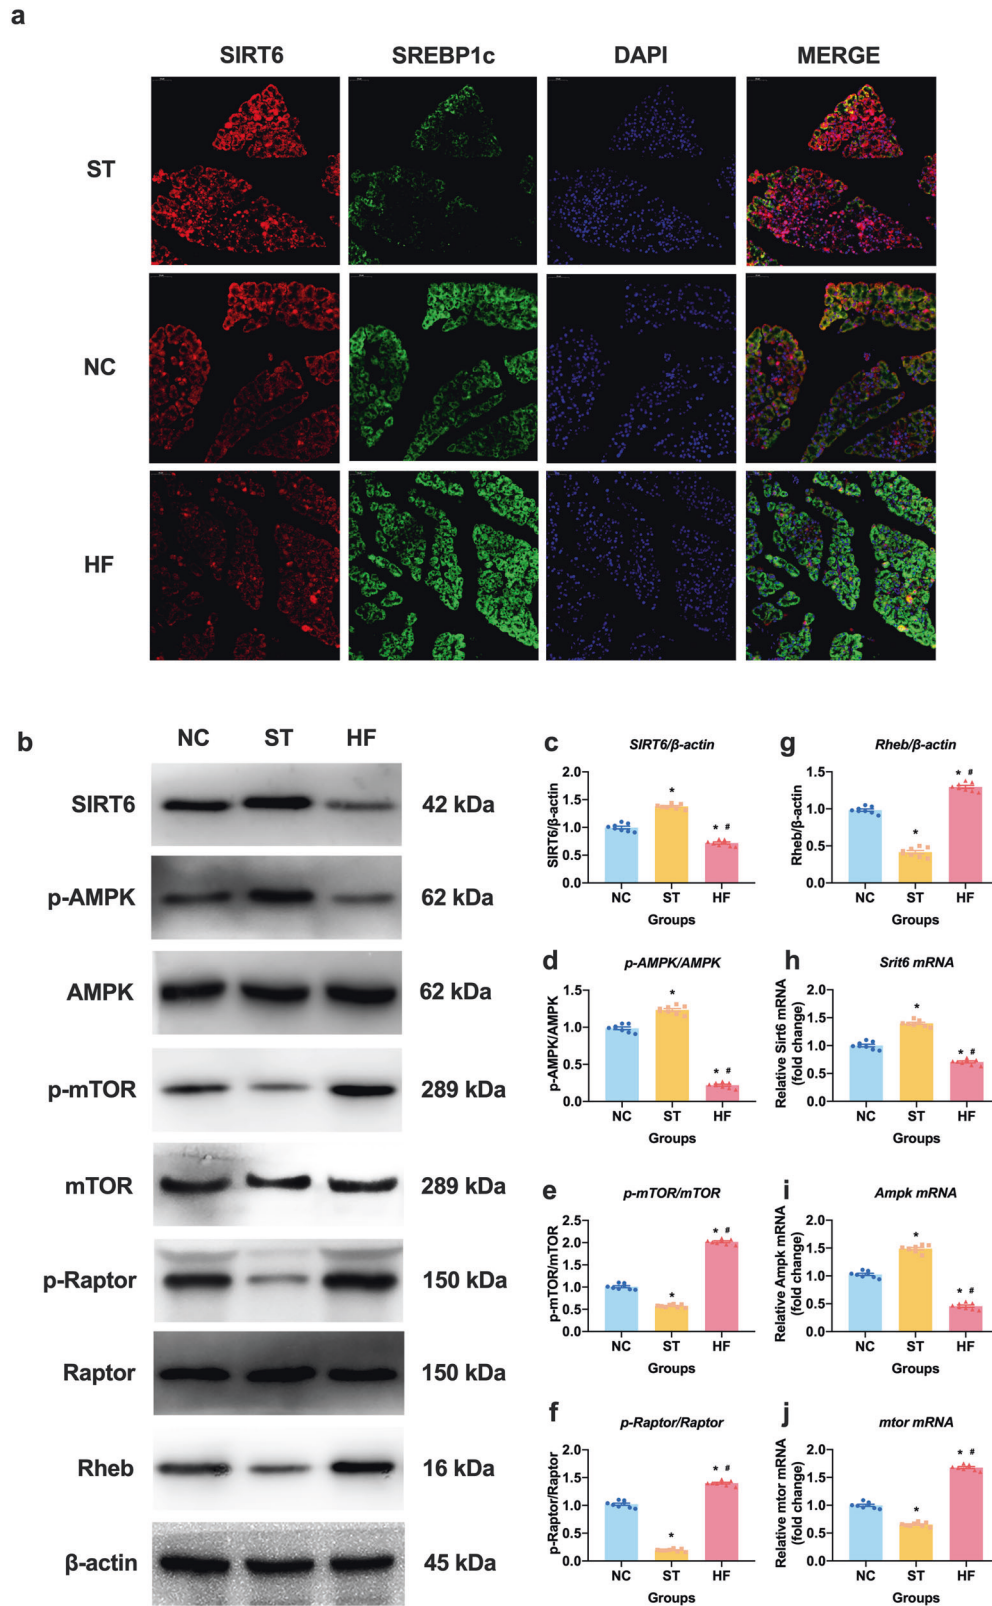 a
SIRT6 SREBP1c DAPI MERGE
ST
NC
HF
b
NC ST HF
SIRT6 42 kDa
p-AMPK 62 kDa
AMPK 62 kDa
p-mTOR 289 kDa
mTOR 289 kDa
p-Raptor 150 kDa
Raptor 150 kDa
Rheb 16 kDa
β-actin 45 kDa
c
SIRT6/β-actin
SIRT6/β-actin
2.0
1.5
1.0
0.5
0.0
*
* #
NC ST HF
Groups
g
Rheb/β-actin
Rheb/β-actin
1.5
1.0
0.5
0.0
*
* #
NC ST HF
Groups
d
p-AMPK/AMPK
p-AMPK/AMPK
1.5
1.0
0.5
0.0
*
* #
NC ST HF
Groups
h
Srit6 mRNA
Relative Sirt6 mRNA
(fold change)
2.0
1.5
1.0
0.5
0.0
*
* #
NC ST HF
Groups
e
p-mTOR/mTOR
p-mTOR/mTOR
2.5
2.0
1.5
1.0
0.5
0.0
*
* #
NC ST HF
Groups
i
Ampk mRNA
Relative Ampk mRNA
(fold change)
2.0
1.5
1.0
0.5
0.0
*
* #
NC ST HF
Groups
f
p-Raptor/Raptor
p-Raptor/Raptor
2.0
1.5
1.0
0.5
0.0
*
* #
NC ST HF
Groups
j
mtor mRNA
Relative mtor mRNA
(fold change)
2.0
1.5
1.0
0.5
0.0
*
* #
NC ST HF
Groups